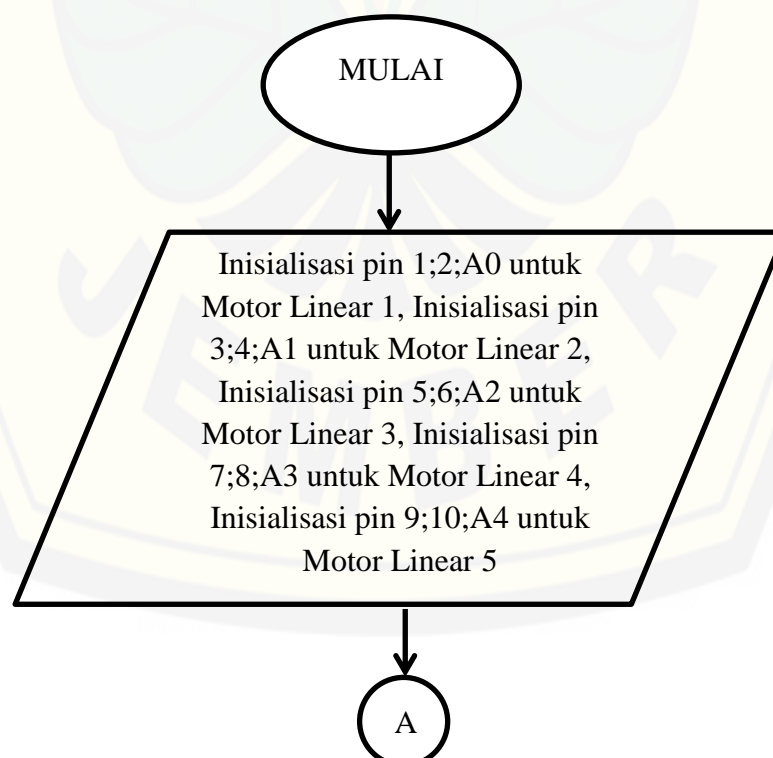 MULAI
Inisialisasi pin 1;2;A0 untuk
Motor Linear 1, Inisialisasi pin
3;4;A1 untuk Motor Linear 2,
Inisialisasi pin 5;6;A2 untuk
Motor Linear 3, Inisialisasi pin
7;8;A3 untuk Motor Linear 4,
Inisialisasi pin 9;10;A4 untuk
Motor Linear 5
A
JEMBER